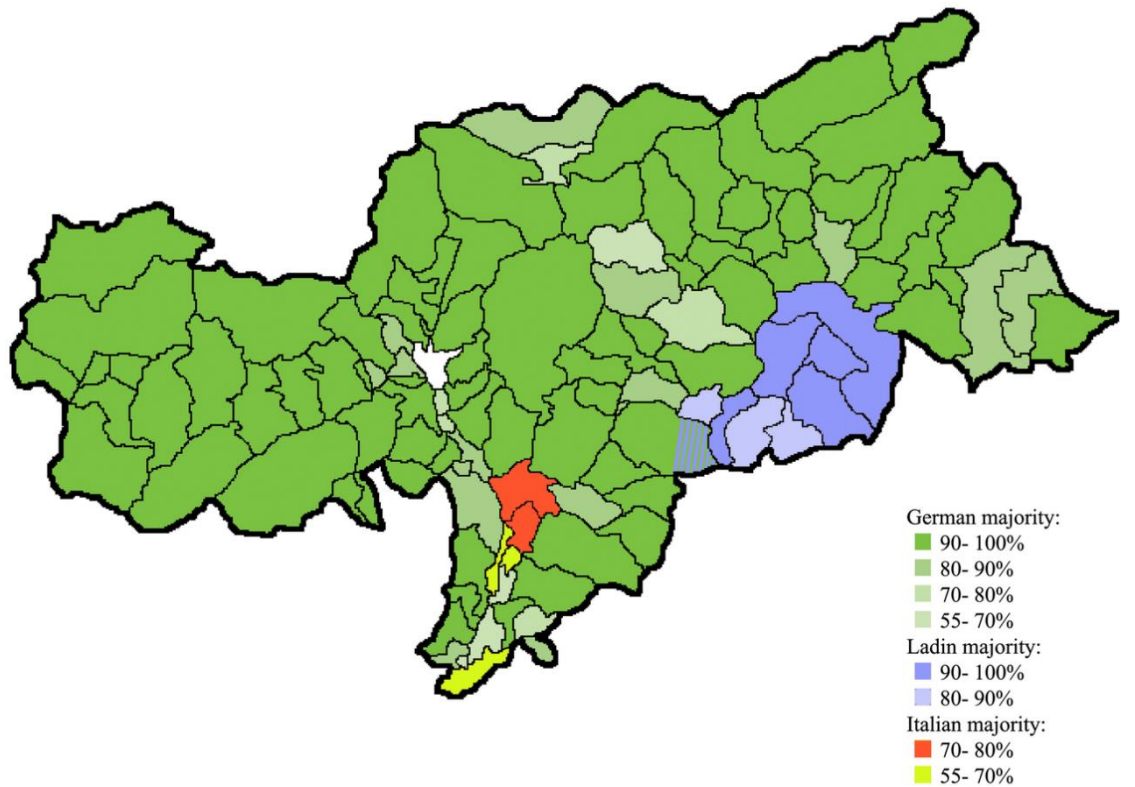 German majority:
90- 100%
80- 90%
70- 80%
55- 70%
Ladin majority:
90- 100%
80- 90%
Italian majority:
70- 80%
55- 70%